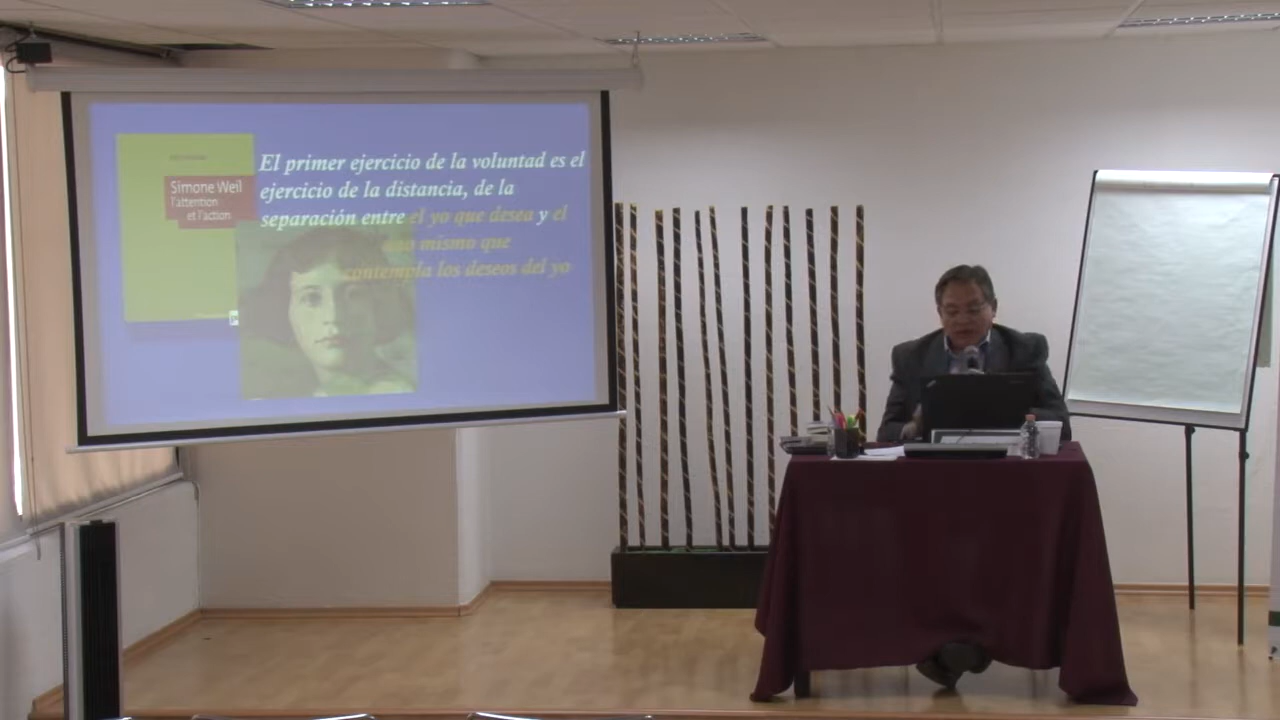 Simone Weil
l'attention
et l'action
El primer ejercicio de la voluntad es el
ejercicio de la distancia, de la
separación entre el yo que desea y el
uno mismo que
contempla los deseos del yo